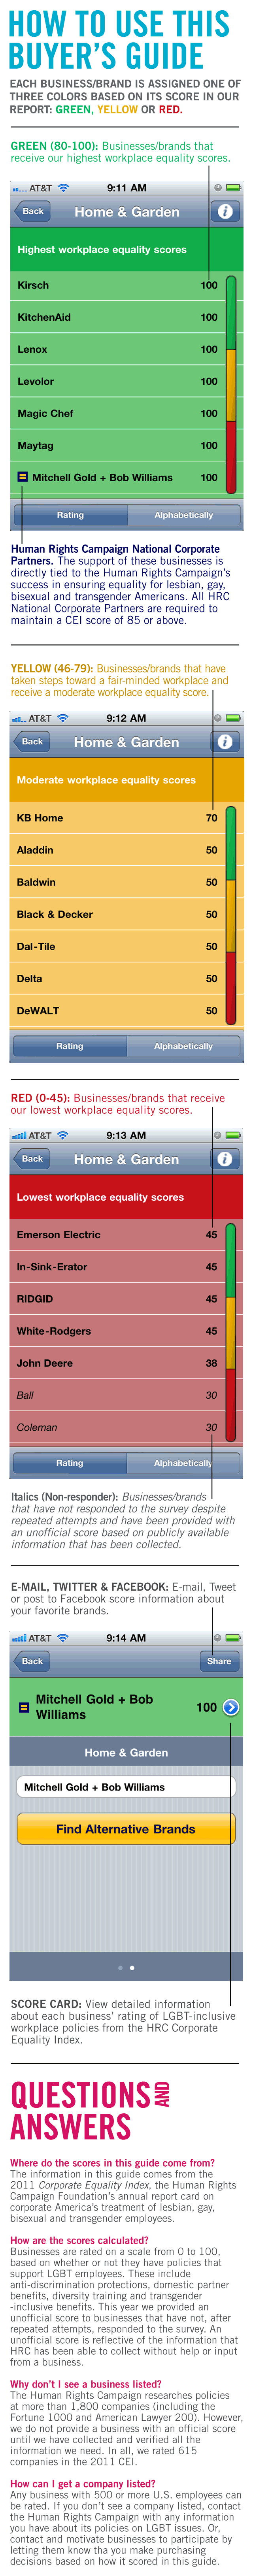 HOW TO USE THIS
BUYER'S GUIDE
EACH BUSINESS/BRAND IS ASSIGNED ONE OF
THREE COLORS BASED ON ITS SCORE IN OUR
REPORT: GREEN, YELLOW OR RED.
GREEN (80-100): Businesses/brands that
receive our highest workplace equality scores.
AT&T 9:11 AM
Back Home & Garden i
Highest workplace equality scores
Kirsch 100
KitchenAid 100
Lenox 100
Levolor 100
Magic Chef 100
Maytag 100
Mitchell Gold + Bob Williams 100
Rating Alphabetically
Human Rights Campaign National Corporate
Partners. The support of these businesses is
directly tied to the Human Rights Campaign's
success in ensuring equality for lesbian, gay,
bisexual and transgender Americans. All HRC
National Corporate Partners are required to
maintain a CEI score of 85 or above.
YELLOW (46-79): Businesses/brands that have
taken steps toward a fair-minded workplace and
receive a moderate workplace equality score.
AT&T 9:12 AM
Back Home & Garden i
Moderate workplace equality scores
KB Home 70
Aladdin 50
Baldwin 50
Black & Decker 50
Dal-Tile 50
Delta 50
DeWALT 50
Rating Alphabetically
RED (0-45): Businesses/brands that receive
our lowest workplace equality scores.
AT&T 9:13 AM
Back Home & Garden i
Lowest workplace equality scores
Emerson Electric 45
In-Sink-Erator 45
RIDGID 45
White-Rodgers 45
John Deere 38
Ball 30
Coleman 30
Rating Alphabetically
Italics (Non-responder): Businesses/brands
that have not responded to the survey despite
repeated attempts and have been provided with
an unofficial score based on publicly available
information that has been collected.
E-MAIL, TWITTER & FACEBOOK: E-mail, Tweet
or post to Facebook score information about
your favorite brands.
AT&T 9:14 AM
Back Share
Mitchell Gold + Bob
Williams 100
Home & Garden
Mitchell Gold + Bob Williams
Find Alternative Brands
SCORE CARD: View detailed information
about each business' rating of LGBT-inclusive
workplace policies from the HRC Corporate
Equality Index.
QUESTIONS AND
ANSWERS
Where do the scores in this guide come from?
The information in this guide comes from the
2011 Corporate Equality Index, the Human Rights
Campaign Foundation's annual report card on
corporate America's treatment of lesbian, gay,
bisexual and transgender employees.
How are the scores calculated?
Businesses are rated on a scale from 0 to 100,
based on whether or not they have policies that
support LGBT employees. These include
anti-discrimination protections, domestic partner
benefits, diversity training and transgender
-inclusive benefits. This year we provided an
unofficial score to businesses that have not, after
repeated attempts, responded to the survey. An
unofficial score is reflective of the information that
HRC has been able to collect without help or input
from a business.
Why don't I see a business listed?
The Human Rights Campaign researches policies
at more than 1,800 companies (including the
Fortune 1000 and American Lawyer 200). However,
we do not provide a business with an official score
until we have collected and verified all the
information we need. In all, we rated 615
companies in the 2011 CEI.
How can I get a company listed?
Any business with 500 or more U.S. employees can
be rated. If you don't see a company listed, contact
the Human Rights Campaign with any information
you have about its policies on LGBT issues. Or,
contact and motivate businesses to participate by
letting them know tha you make purchasing
decisions based on how it scored in this guide.